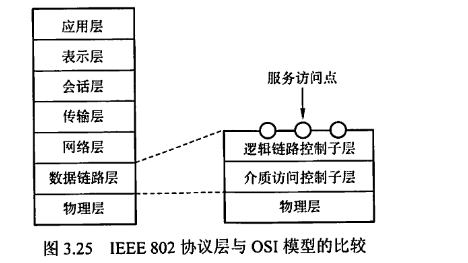 应用层
表示层
会话层
传输层
网络层
数据链路层
物理层
服务访问点
逻辑链路控制子层
介质访问控制子层
物理层
图 3.25 IEEE 802 协议层与 OSI 模型的比较